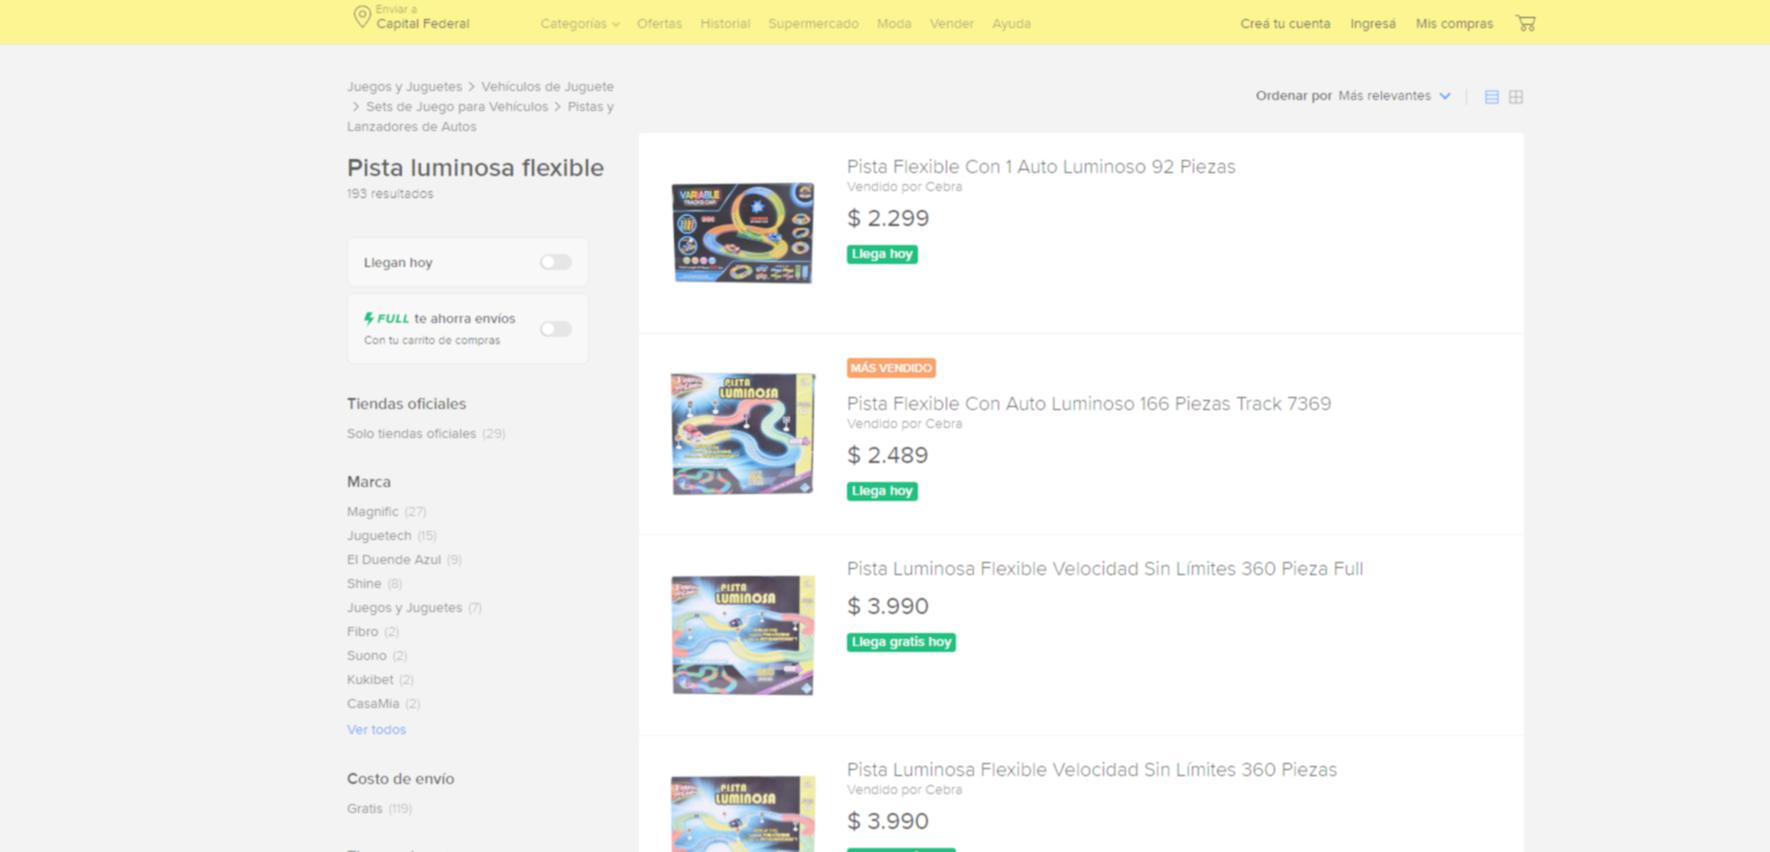 Enviar a
Capital Federal
Categorías
Ofertas
Historial
Supermercado
Moda
Vender
Ayuda
Creá tu cuenta
Ingresá
Mis compras
Juegos y Juguetes > Vehículos de Juguete
> Sets de Juego para Vehículos > Pistas y
Lanzadores de Autos
Pista luminosa flexible
193 resultados
Llegan hoy
FULL te ahorra envíos
Con tu carrito de compras
Tiendas oficiales
Solo tiendas oficiales (29)
Marca
Magnific (27)
Juguetech (15)
El Duende Azul (9)
Shine (8)
Juegos y Juguetes (7)
Fibro (2)
Suono (2)
Kukibet (2)
CasaMia (2)
Ver todos
Costo de envío
Gratis (119)
Ordenar por Más relevantes
VARIABLE
Pista Flexible Con 1 Auto Luminoso 92 Piezas
Vendido por Cebra
$ 2.299
Llega hoy
PISTA
LUMINOSA
MÁS VENDIDO
Pista Flexible Con Auto Luminoso 166 Piezas Track 7369
Vendido por Cebra
$ 2.489
Llega hoy
PISTA
LUMINOSA
Pista Luminosa Flexible Velocidad Sin Límites 360 Pieza Full
$ 3.990
Llega gratis hoy
PISTA
LUMINOSA
Pista Luminosa Flexible Velocidad Sin Límites 360 Piezas
Vendido por Cebra
$ 3.990